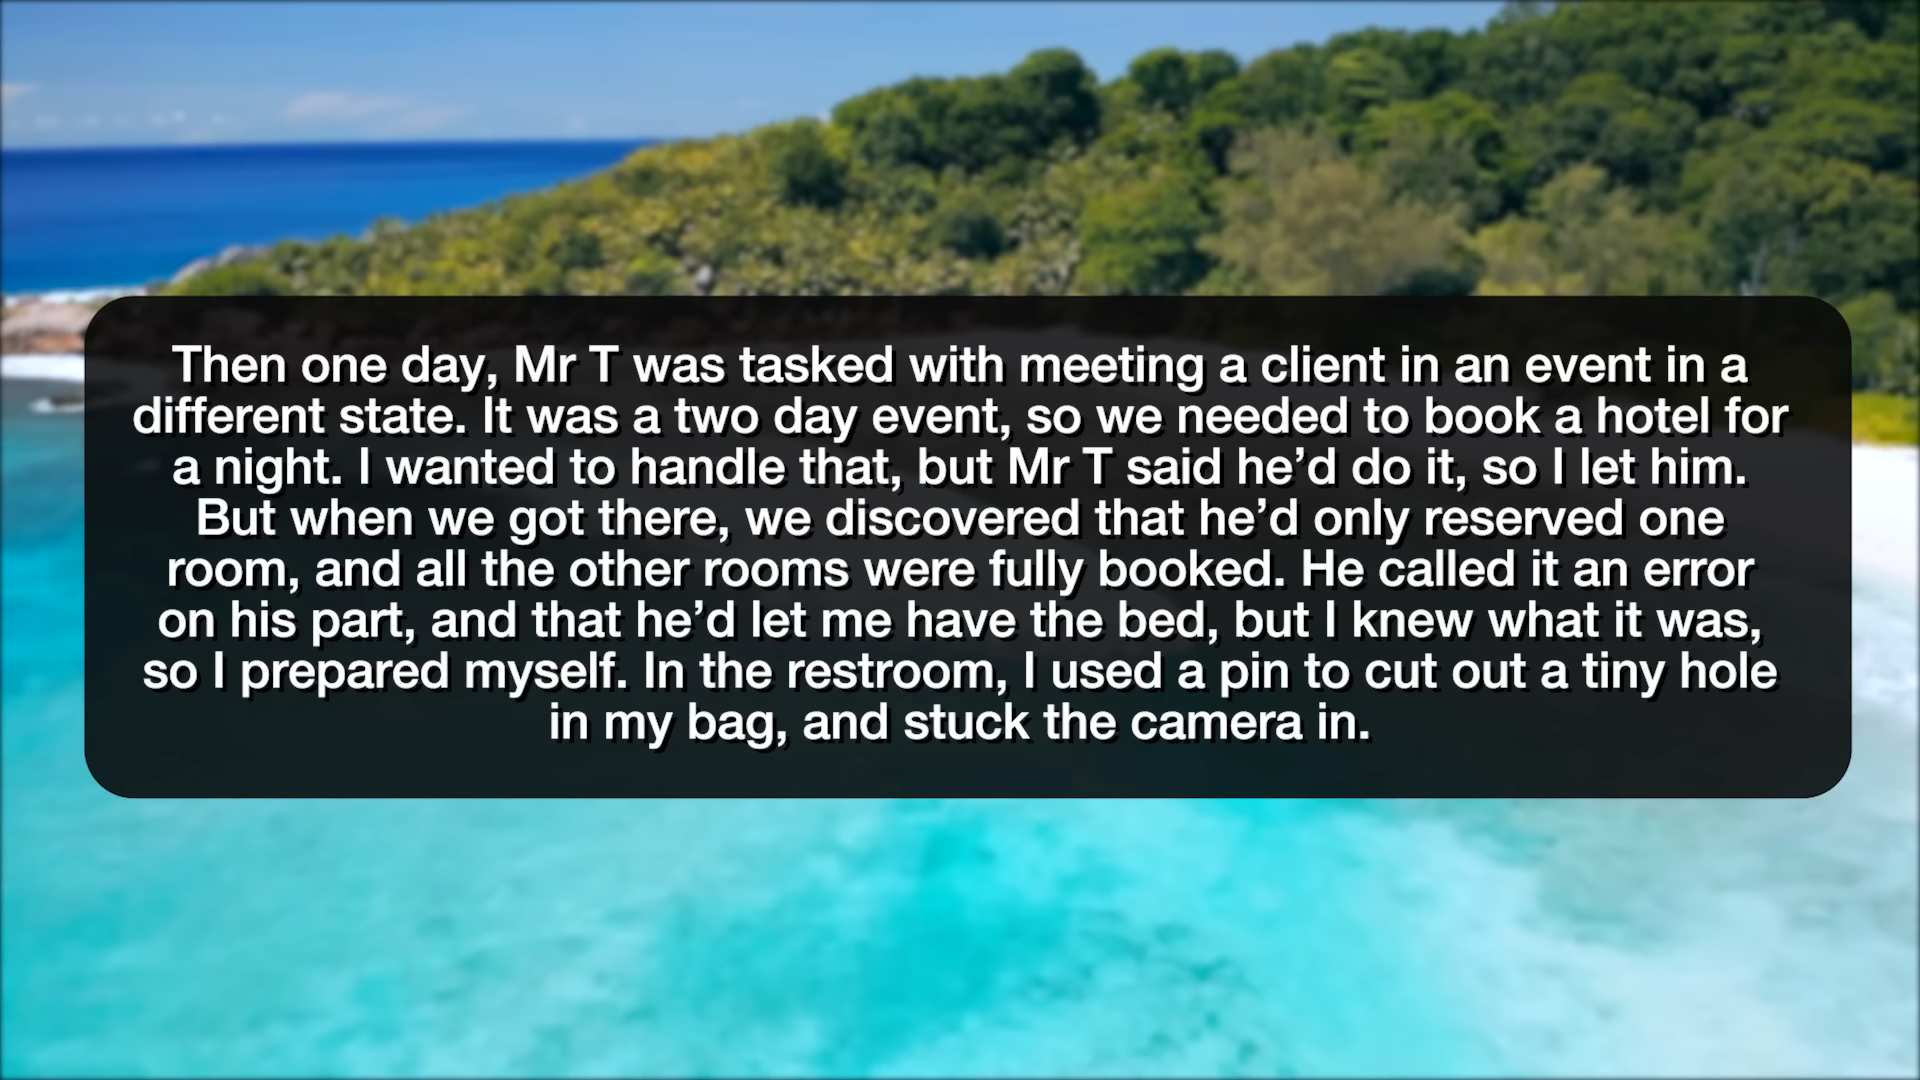 Then one day, Mr T was tasked with meeting a client in an event in a
different state. It was a two day event, so we needed to book a hotel for
a night. I wanted to handle that, but Mr T said he’d do it, so I let him.
But when we got there, we discovered that he’d only reserved one
room, and all the other rooms were fully booked. He called it an error
on his part, and that he’d let me have the bed, but I knew what it was,
so I prepared myself. In the restroom, I used a pin to cut out a tiny hole
in my bag, and stuck the camera in.